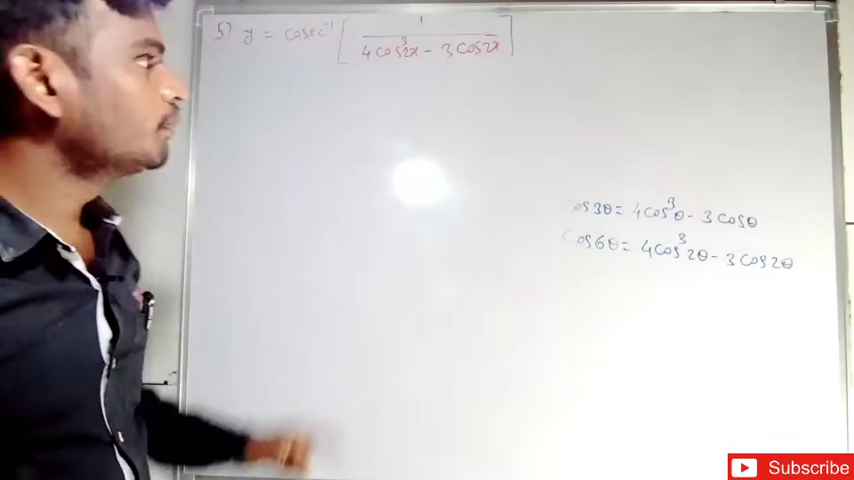 5) y = cosec⁻¹ [ 1 / 4cos³2x - 3cos2x ]
cos3θ = 4cos³θ - 3cosθ
cos6θ = 4cos³2θ - 3cos2θ
Subscribe